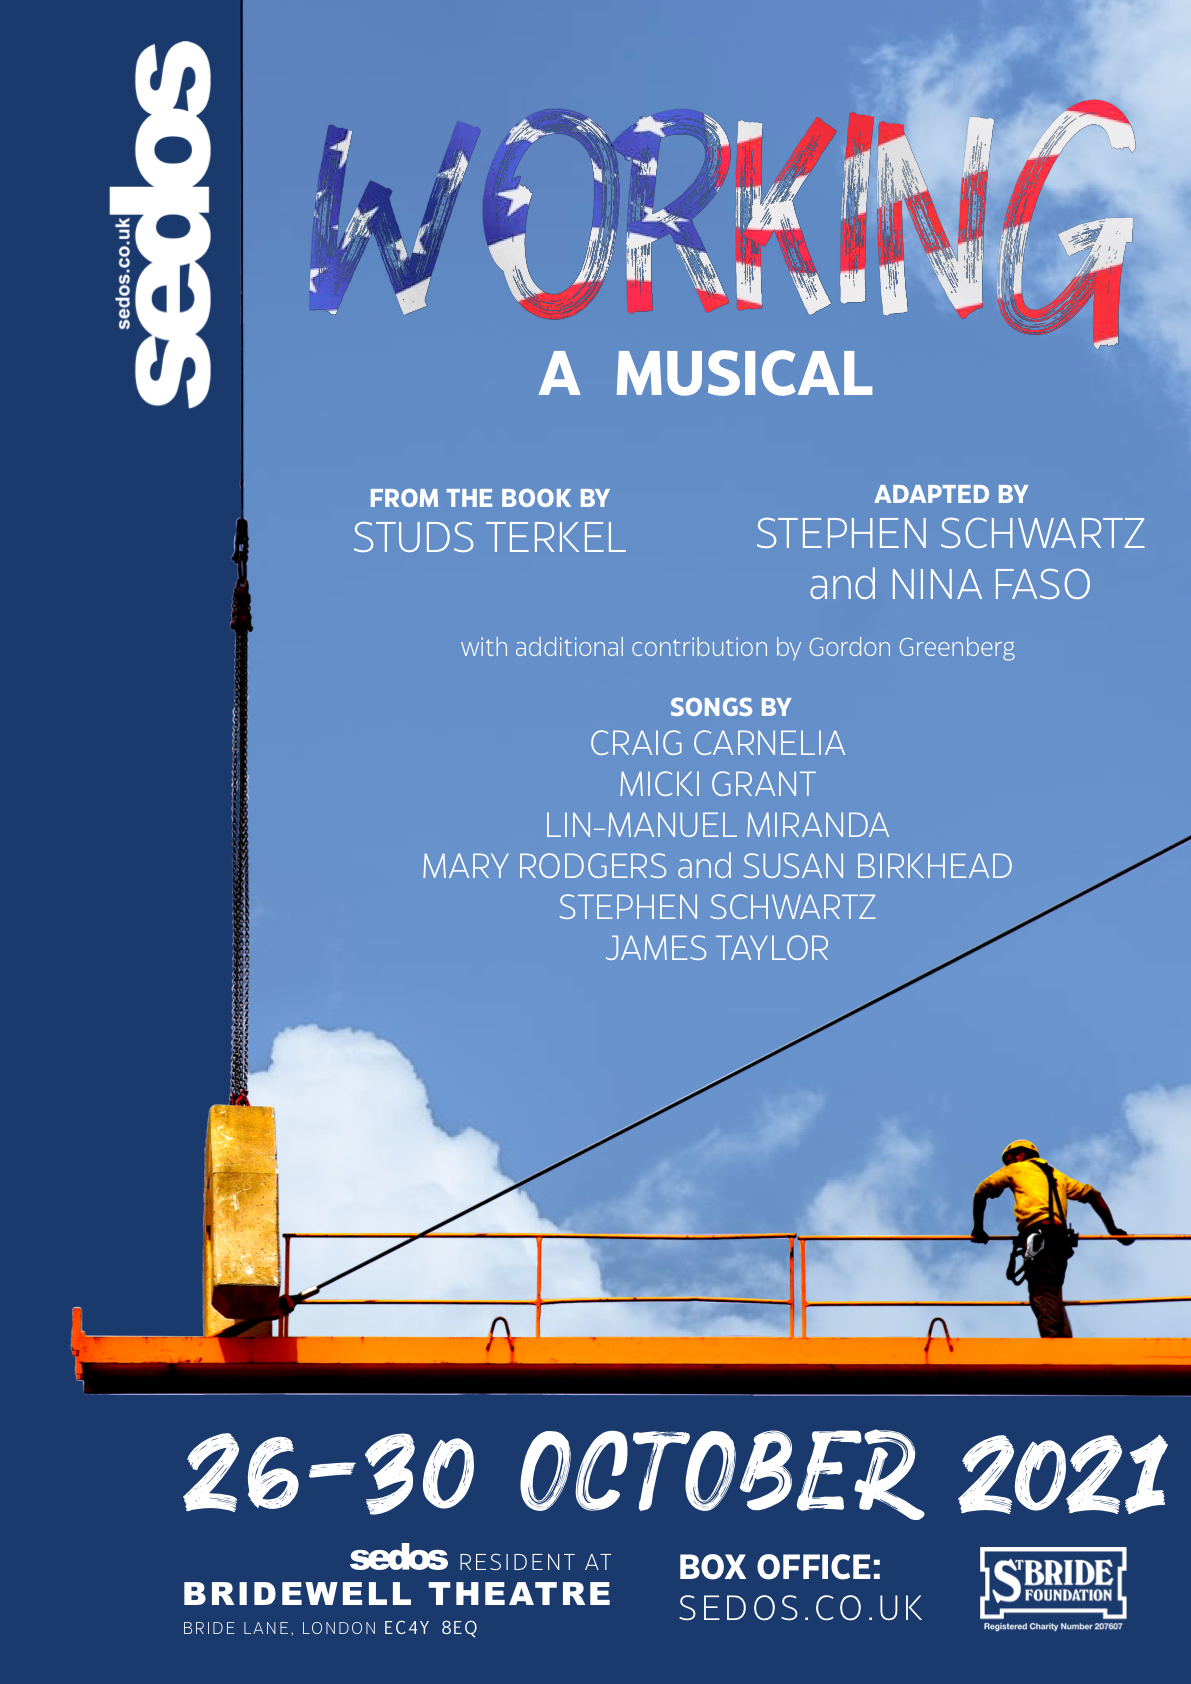 sedos
sedos.co.uk
WORKING
A MUSICAL
FROM THE BOOK BY
STUDS TERKEL
ADAPTED BY
STEPHEN SCHWARTZ
and NINA FASO
with additional contribution by Gordon Greenberg
SONGS BY
CRAIG CARNELIA
MICKI GRANT
LIN-MANUEL MIRANDA
MARY RODGERS and SUSAN BIRKHEAD
STEPHEN SCHWARTZ
JAMES TAYLOR
26-30 OCTOBER 2021
sedos RESIDENT AT
BRIDEWELL THEATRE
BRIDE LANE, LONDON EC4Y 8EQ
BOX OFFICE:
SEDOS.CO.UK
ST BRIDE
FOUNDATION
Registered Charity Number 207607